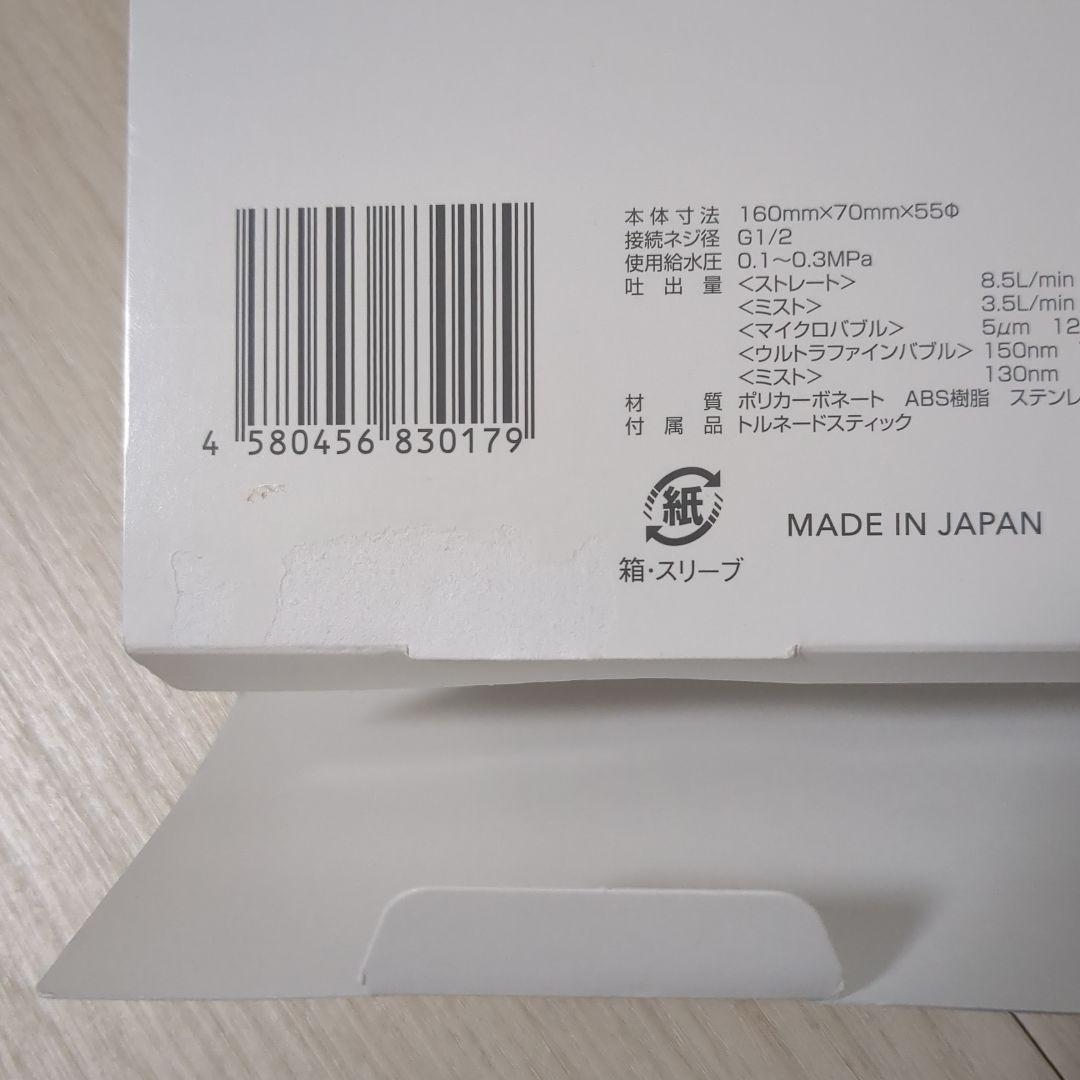 4 580456 830179
本体寸法 160mm×70mm×55Φ
接続ネジ径 G1/2
使用給水圧 0.1～0.3MPa
吐出量 <ストレート> 8.5L/min
<ミスト> 3.5L/min
<マイクロバブル> 5μm 12
<ウルトラファインバブル> 150nm
<ミスト> 130nm
材質 ポリカーボネート ABS樹脂 ステンレ
付属品 トルネードスティック
紙
箱・スリーブ
MADE IN JAPAN